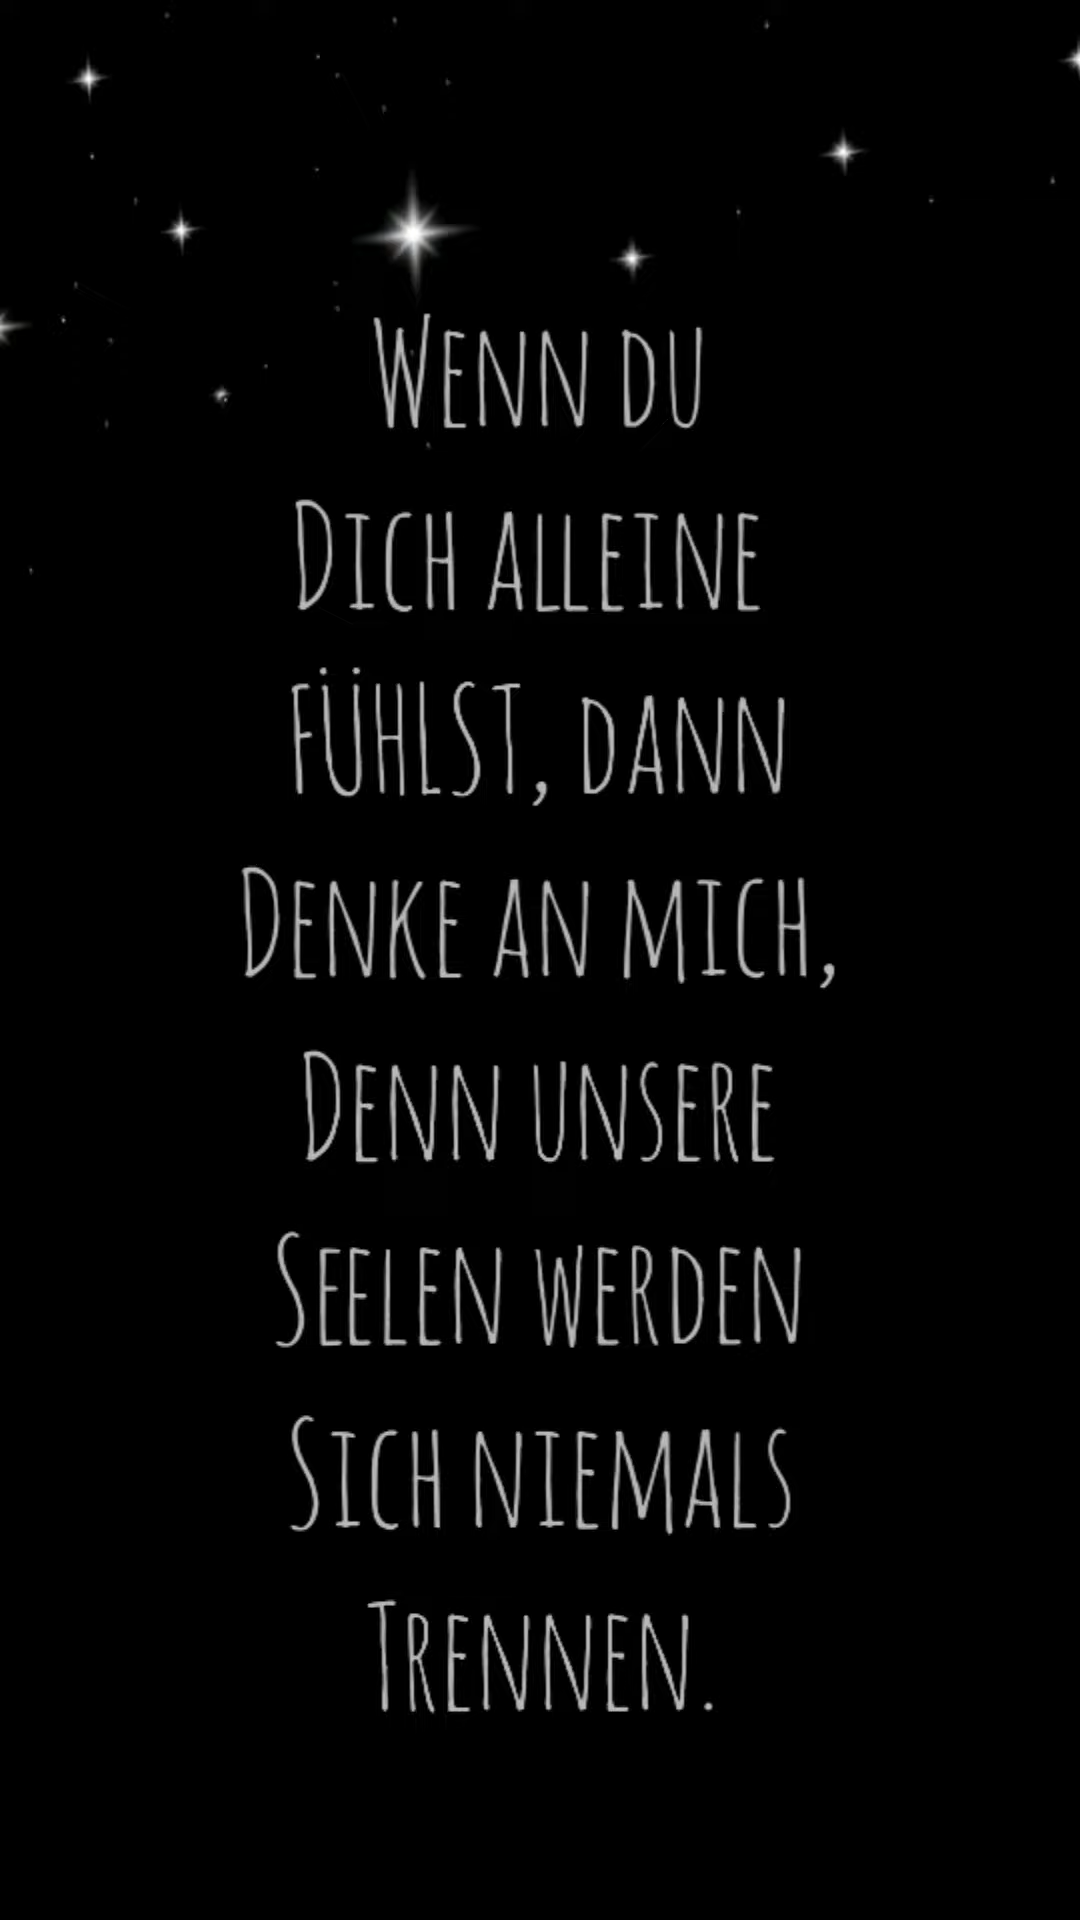 Wenn du
Dich alleine
fühlst, dann
Denke an mich,
Denn unsere
Seelen werden
Sich niemals
Trennen.